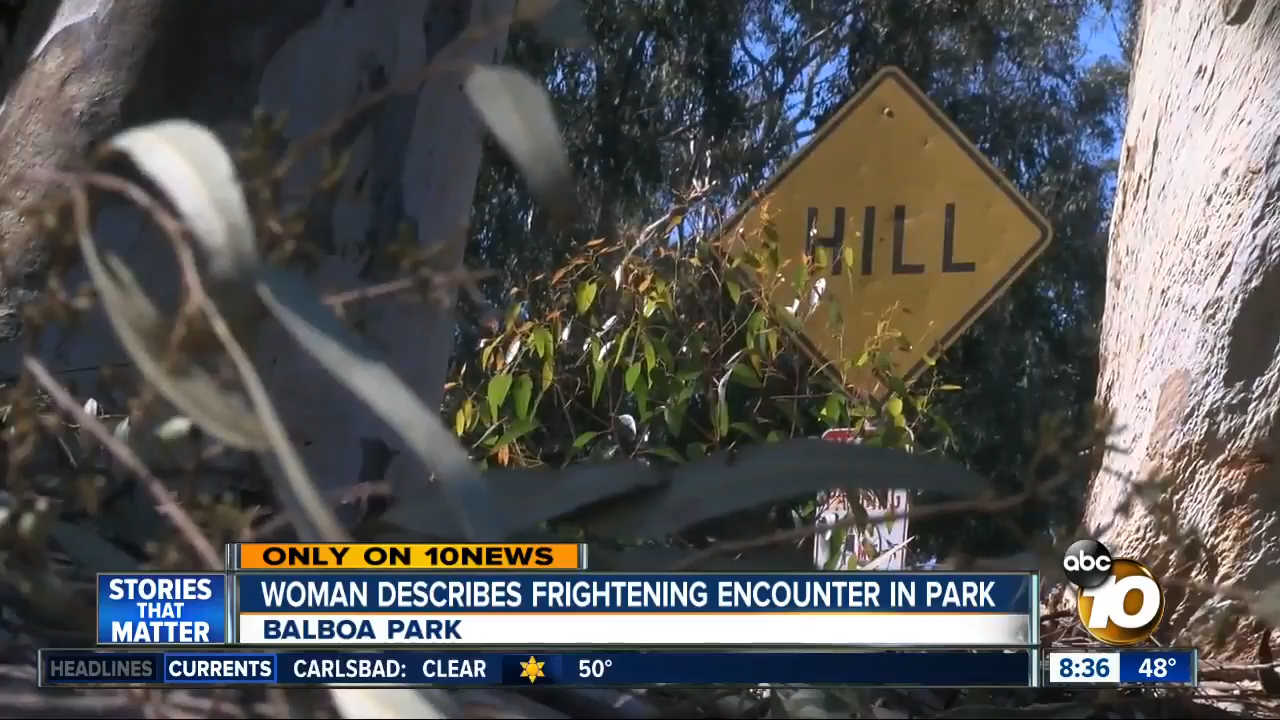 HILL
ONLY ON 10NEWS
STORIES
THAT
MATTER
WOMAN DESCRIBES FRIGHTENING ENCOUNTER IN PARK
BALBOA PARK
abc
10
HEADLINES CURRENTS CARLSBAD: CLEAR 50° 8:36 48°